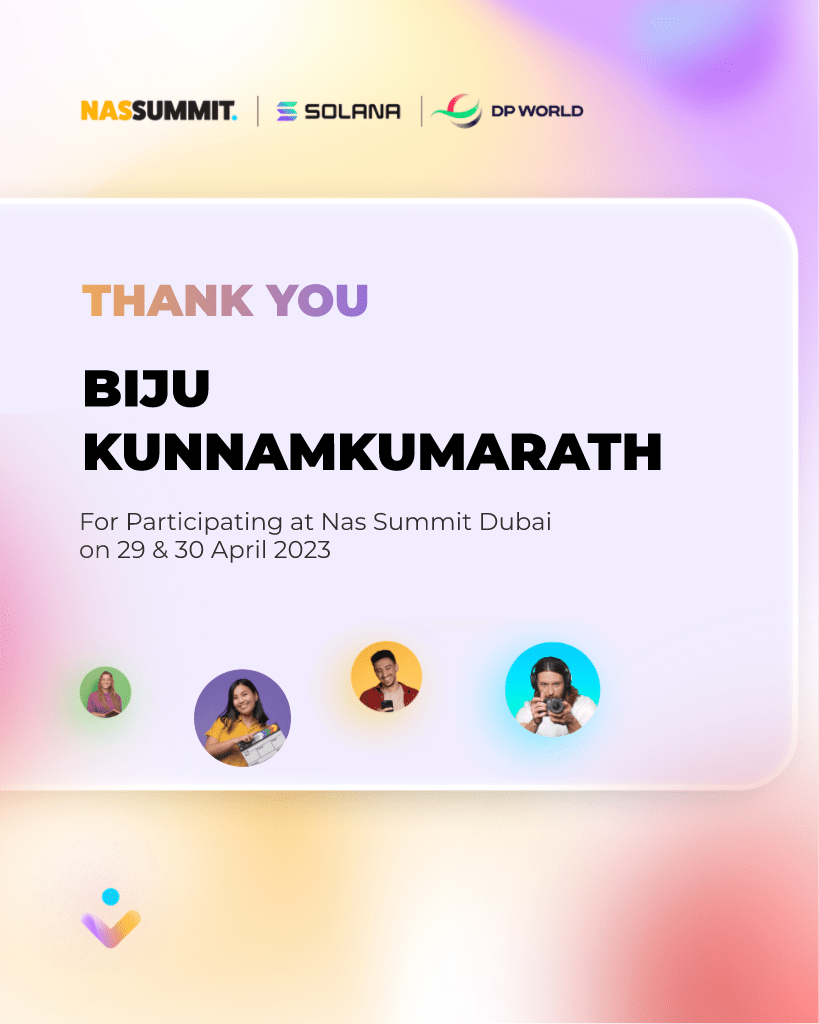 NASSUMMIT. | SOLANA | DP WORLD
THANK YOU
BIJU
KUNNAMKUMARATH
For Participating at Nas Summit Dubai
on 29 & 30 April 2023